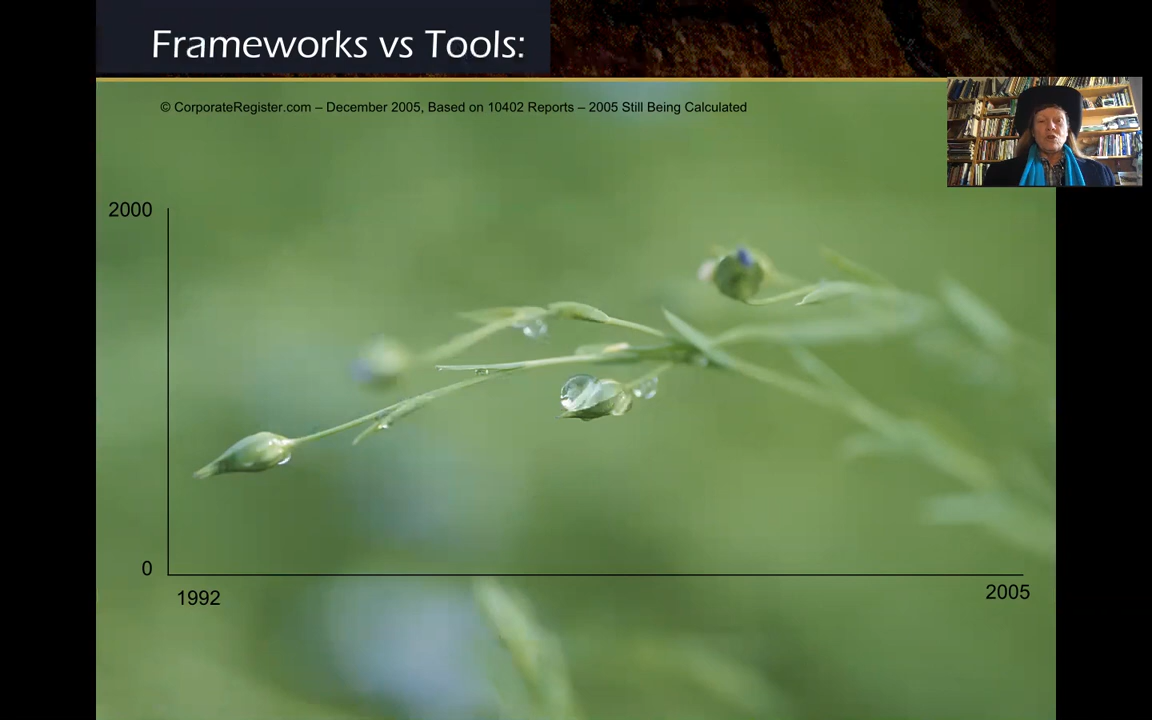 Frameworks vs Tools:
© CorporateRegister.com – December 2005, Based on 10402 Reports – 2005 Still Being Calculated
2000
0
1992
2005